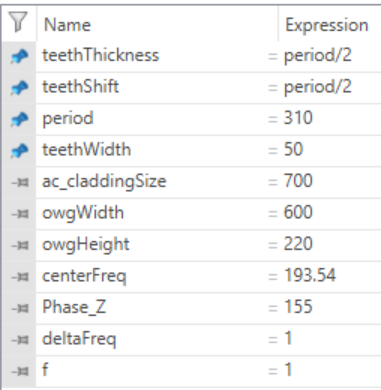 Name Expression
teethThickness = period/2
teethShift = period/2
period = 310
teethWidth = 50
ac_claddingSize = 700
owgWidth = 600
owgHeight = 220
centerFreq = 193.54
Phase_Z = 155
deltaFreq = 1
f = 1